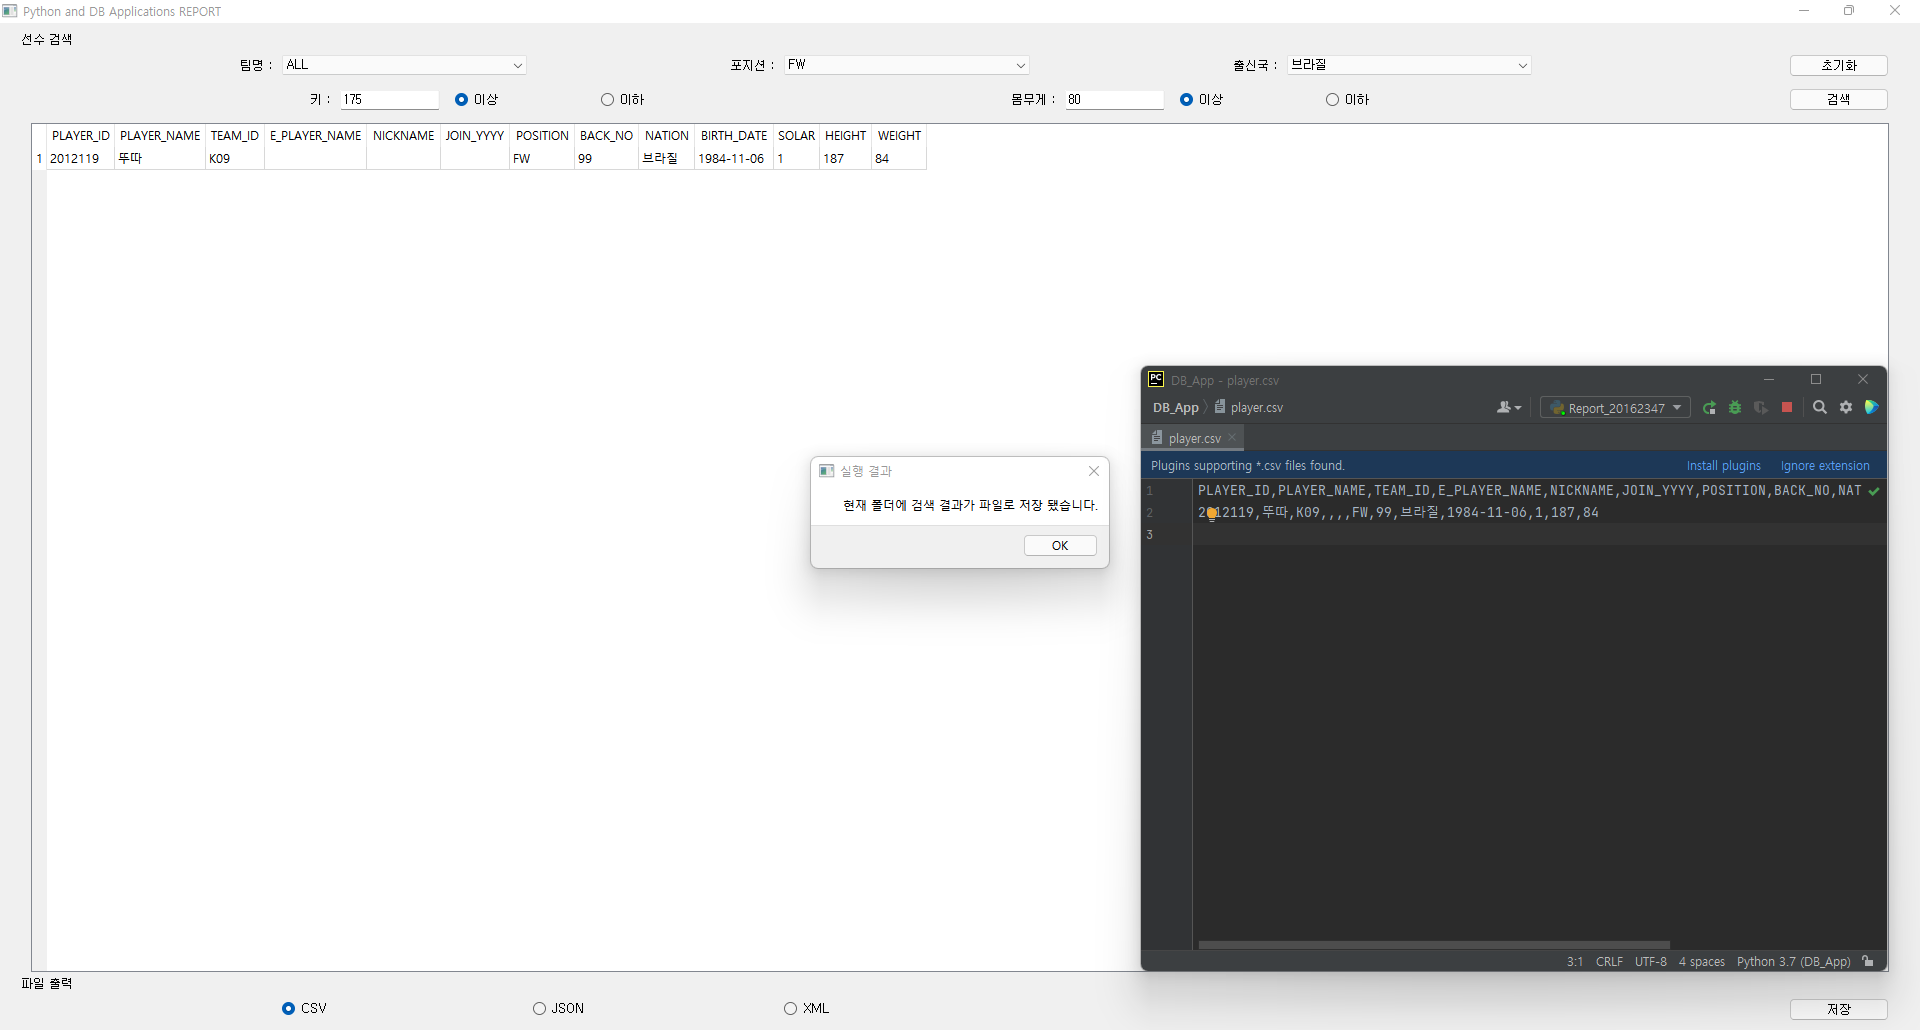 Python and DB Applications REPORT
선수 검색
팀명 : ALL 포지션 : FW 출신국 : 브라질 초기화
키 : 175 이상 이하 몸무게 : 80 이상 이하 검색
PLAYER_ID PLAYER_NAME TEAM_ID E_PLAYER_NAME NICKNAME JOIN_YYYY POSITION BACK_NO NATION BIRTH_DATE SOLAR HEIGHT WEIGHT
1 2012119 뚜따 K09 FW 99 브라질 1984-11-06 1 187 84
실행 결과
현재 폴더에 검색 결과가 파일로 저장 됐습니다.
OK
PC DB_App - player.csv
DB_App player.csv Report_20162347
player.csv
Plugins supporting *.csv files found. Install plugins Ignore extension
1 PLAYER_ID,PLAYER_NAME,TEAM_ID,E_PLAYER_NAME,NICKNAME,JOIN_YYYY,POSITION,BACK_NO,NAT
2 2012119,뚜따,K09,,,,FW,99,브라질,1984-11-06,1,187,84
3
3:1 CRLF UTF-8 4 spaces Python 3.7 (DB_App)
파일 출력
CSV JSON XML 저장